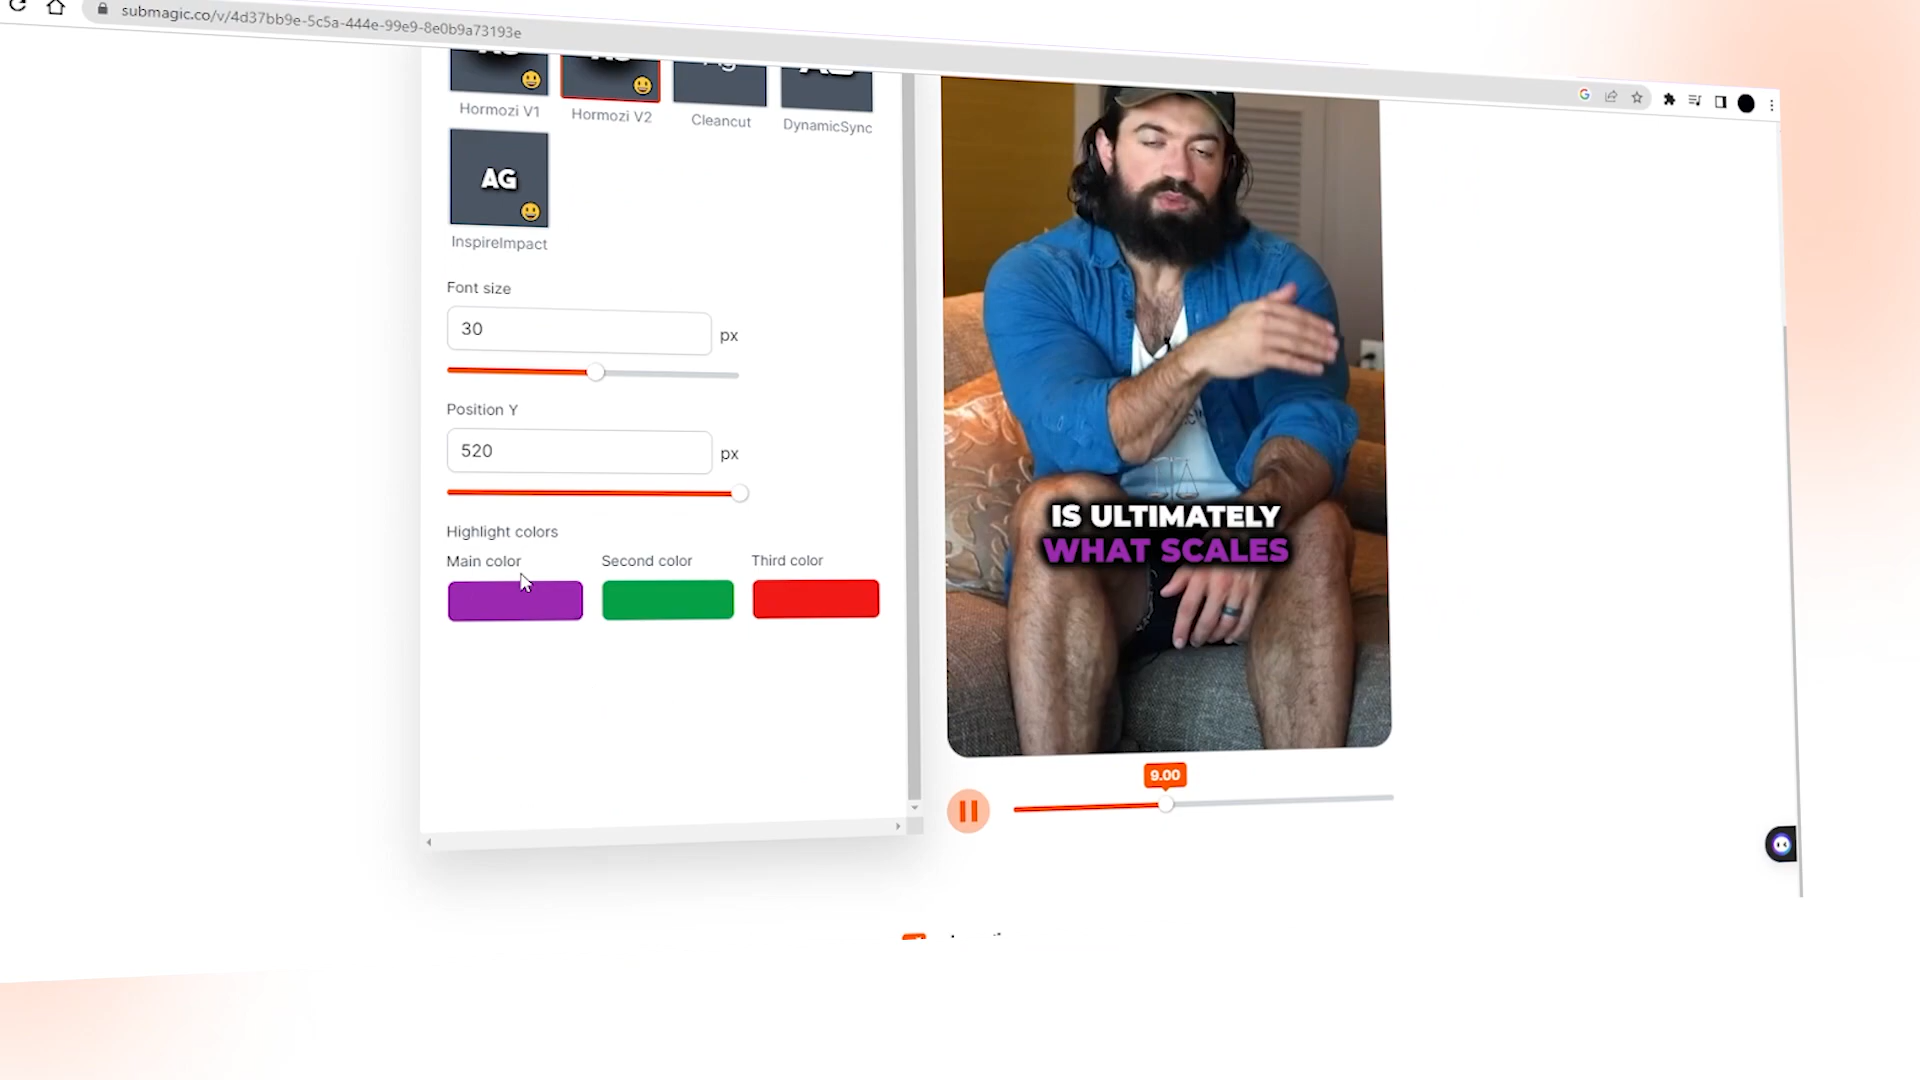 submagic.co/v/4d37bb9e-5c5a-444e-99e9-8e0b9a73193e
Hormozi V1
Hormozi V2
Cleancut
DynamicSync
AG
InspireImpact
Font size
30
px
Position Y
520
px
Highlight colors
Main color
Second color
Third color
IS ULTIMATELY
WHAT SCALES
9.00